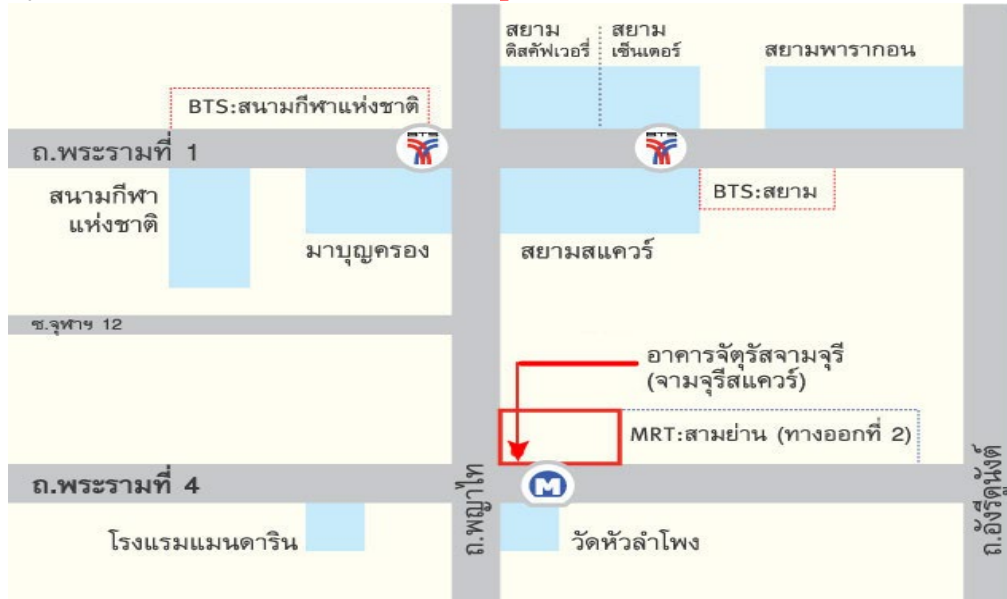 สยาม
ดิสคัฟเวอรี่
สยาม
เซ็นเตอร์
สยามพารากอน
BTS:สนามกีฬาแห่งชาติ
BTS
BTS
ถ.พระรามที่ 1
สนามกีฬา
แห่งชาติ
มาบุญครอง
สยามสแควร์
BTS:สยาม
ซ.จุฬาฯ 12
อาคารจัตุรัสจามจุรี
(จามจุรีสแควร์)
MRT:สามย่าน (ทางออกที่ 2)
ถ.พระรามที่ 4
M
ถ.พญาไท
ถ.อังรีดูนังต์
โรงแรมแมนดาริน
วัดหัวลำโพง